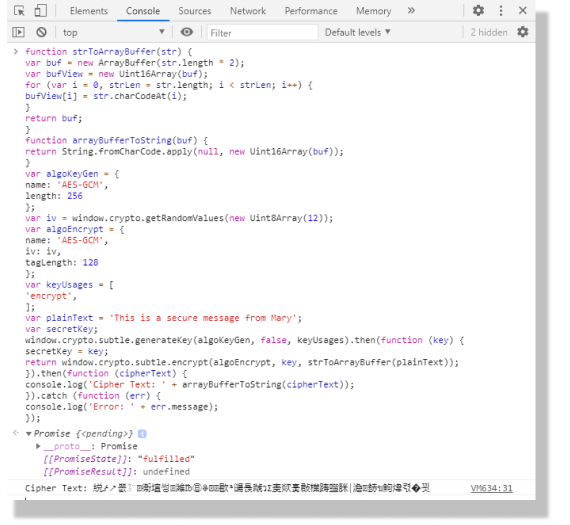 Elements Console Sources Network Performance Memory »
top Filter Default levels ▼ 2 hidden
> function strToArrayBuffer(str) {
var buf = new ArrayBuffer(str.length * 2);
var bufView = new Uint16Array(buf);
for (var i = 0, strLen = str.length; i < strLen; i++) {
bufView[i] = str.charCodeAt(i);
}
return buf;
}
function arrayBufferToString(buf) {
return String.fromCharCode.apply(null, new Uint16Array(buf));
}
var algoKeyGen = {
name: 'AES-GCM',
length: 256
};
var iv = window.crypto.getRandomValues(new Uint8Array(12));
var algoEncrypt = {
name: 'AES-GCM',
iv: iv,
tagLength: 128
};
var keyUsages = [
'encrypt',
];
var plainText = 'This is a secure message from Mary';
var secretKey;
window.crypto.subtle.generateKey(algoKeyGen, false, keyUsages).then(function (key) {
secretKey = key;
return window.crypto.subtle.encrypt(algoEncrypt, key, strToArrayBuffer(plainText));
}).then(function (cipherText) {
console.log('Cipher Text: ' + arrayBufferToString(cipherText));
}).catch (function (err) {
console.log('Error: ' + err.message);
});
▼ Promise {<pending>}
▶ __proto__: Promise
[[PromiseState]]: "fulfilled"
[[PromiseResult]]: undefined
Cipher Text: VM634:31